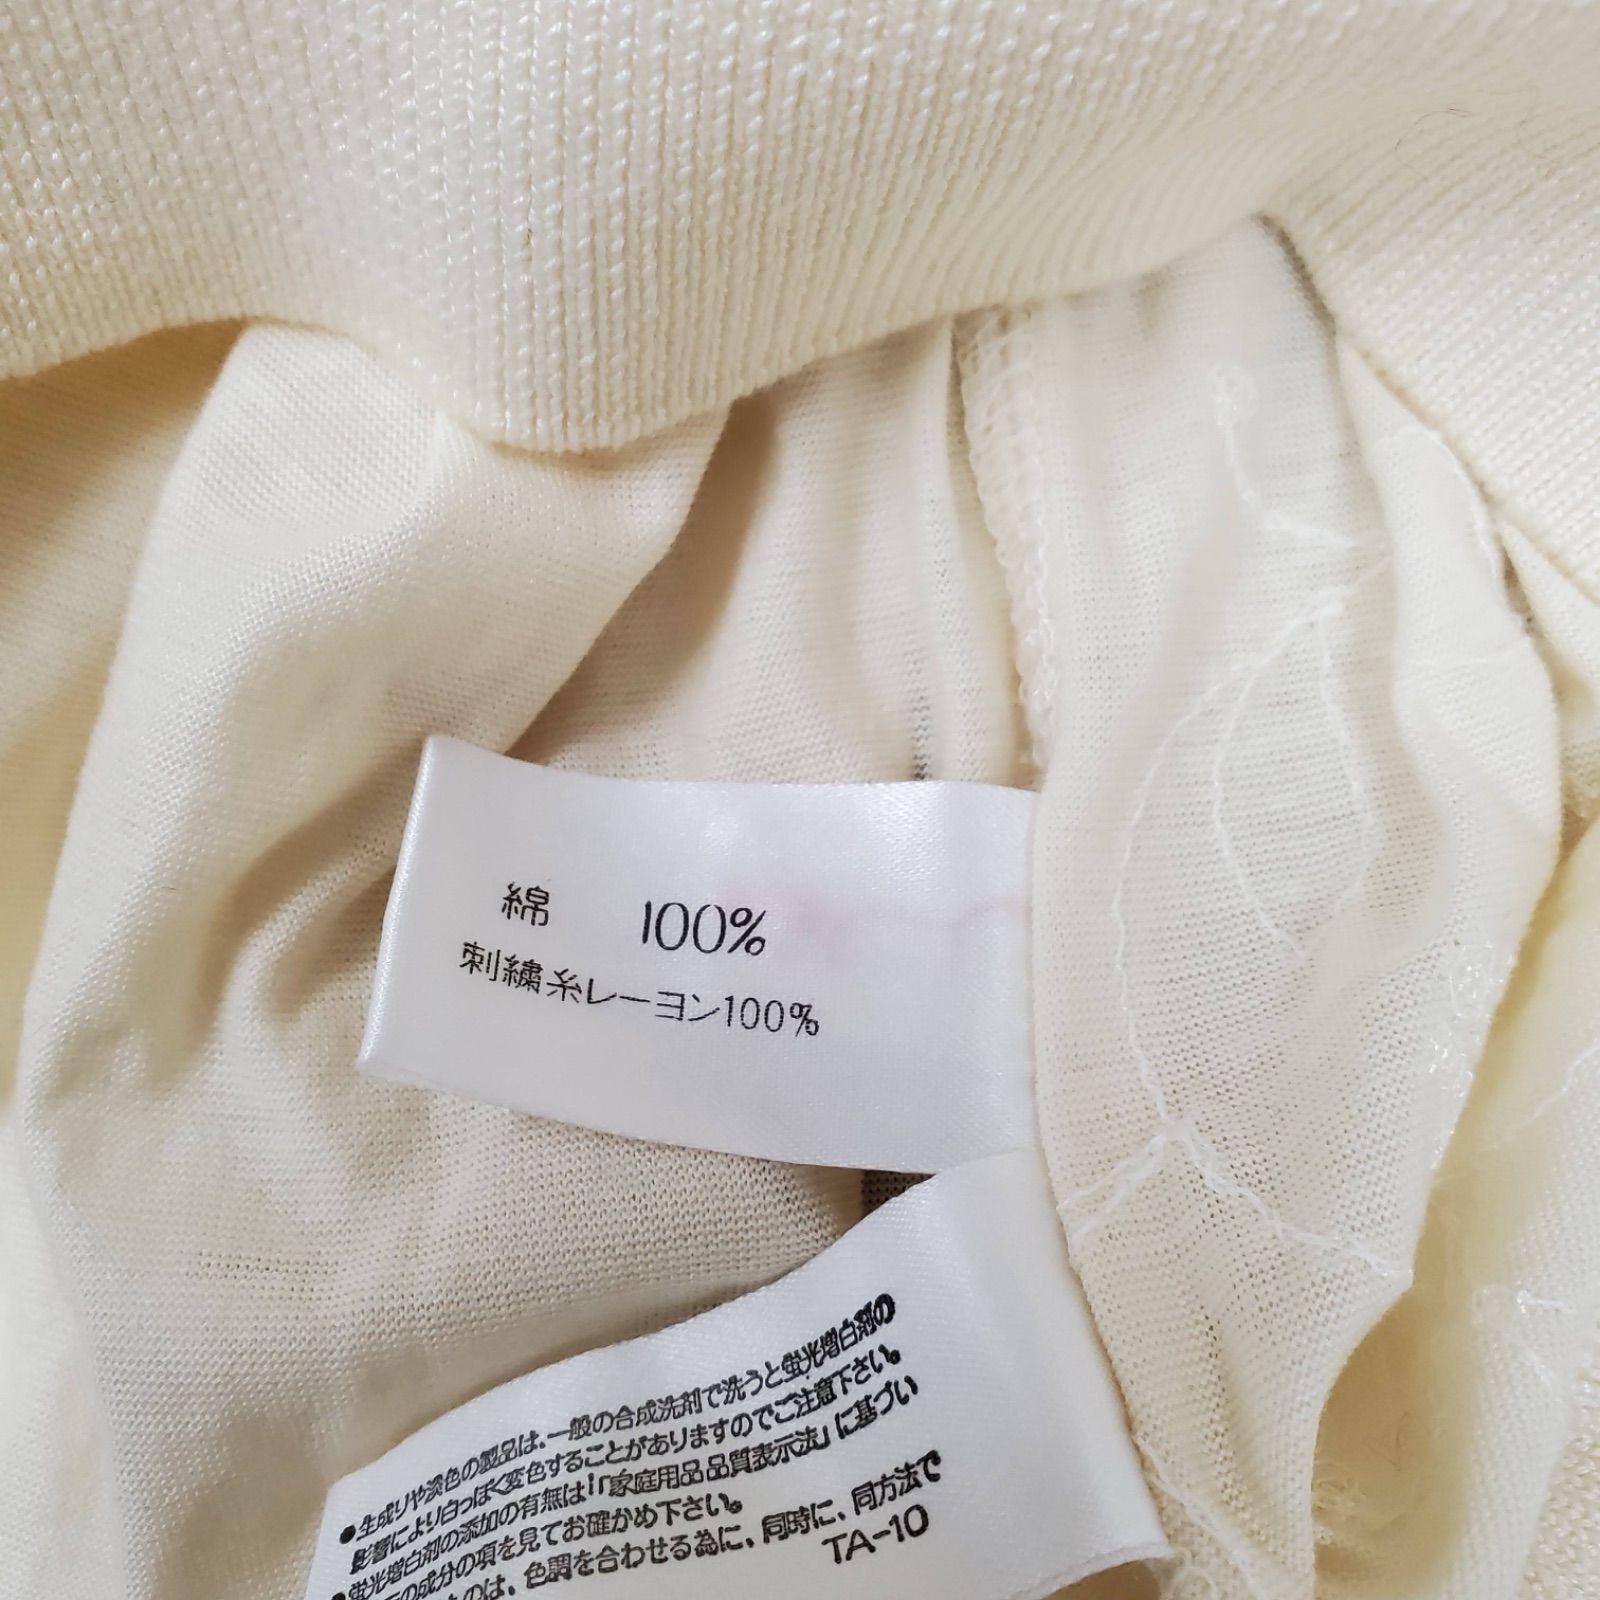 綿 100%
刺繍糸レーヨン100%
●生成りや淡色の製品は、一般の合成洗剤で洗うと蛍光増白剤の
影響により白っぽく変色することがありますのでご注意下さい。
●蛍光増白剤の添加の有無は「家庭用品品質表示法」に基づい
の成分の項を見てお確かめ下さい。
のは、色調を合わせる為に、同時に、同方法で
TA-10